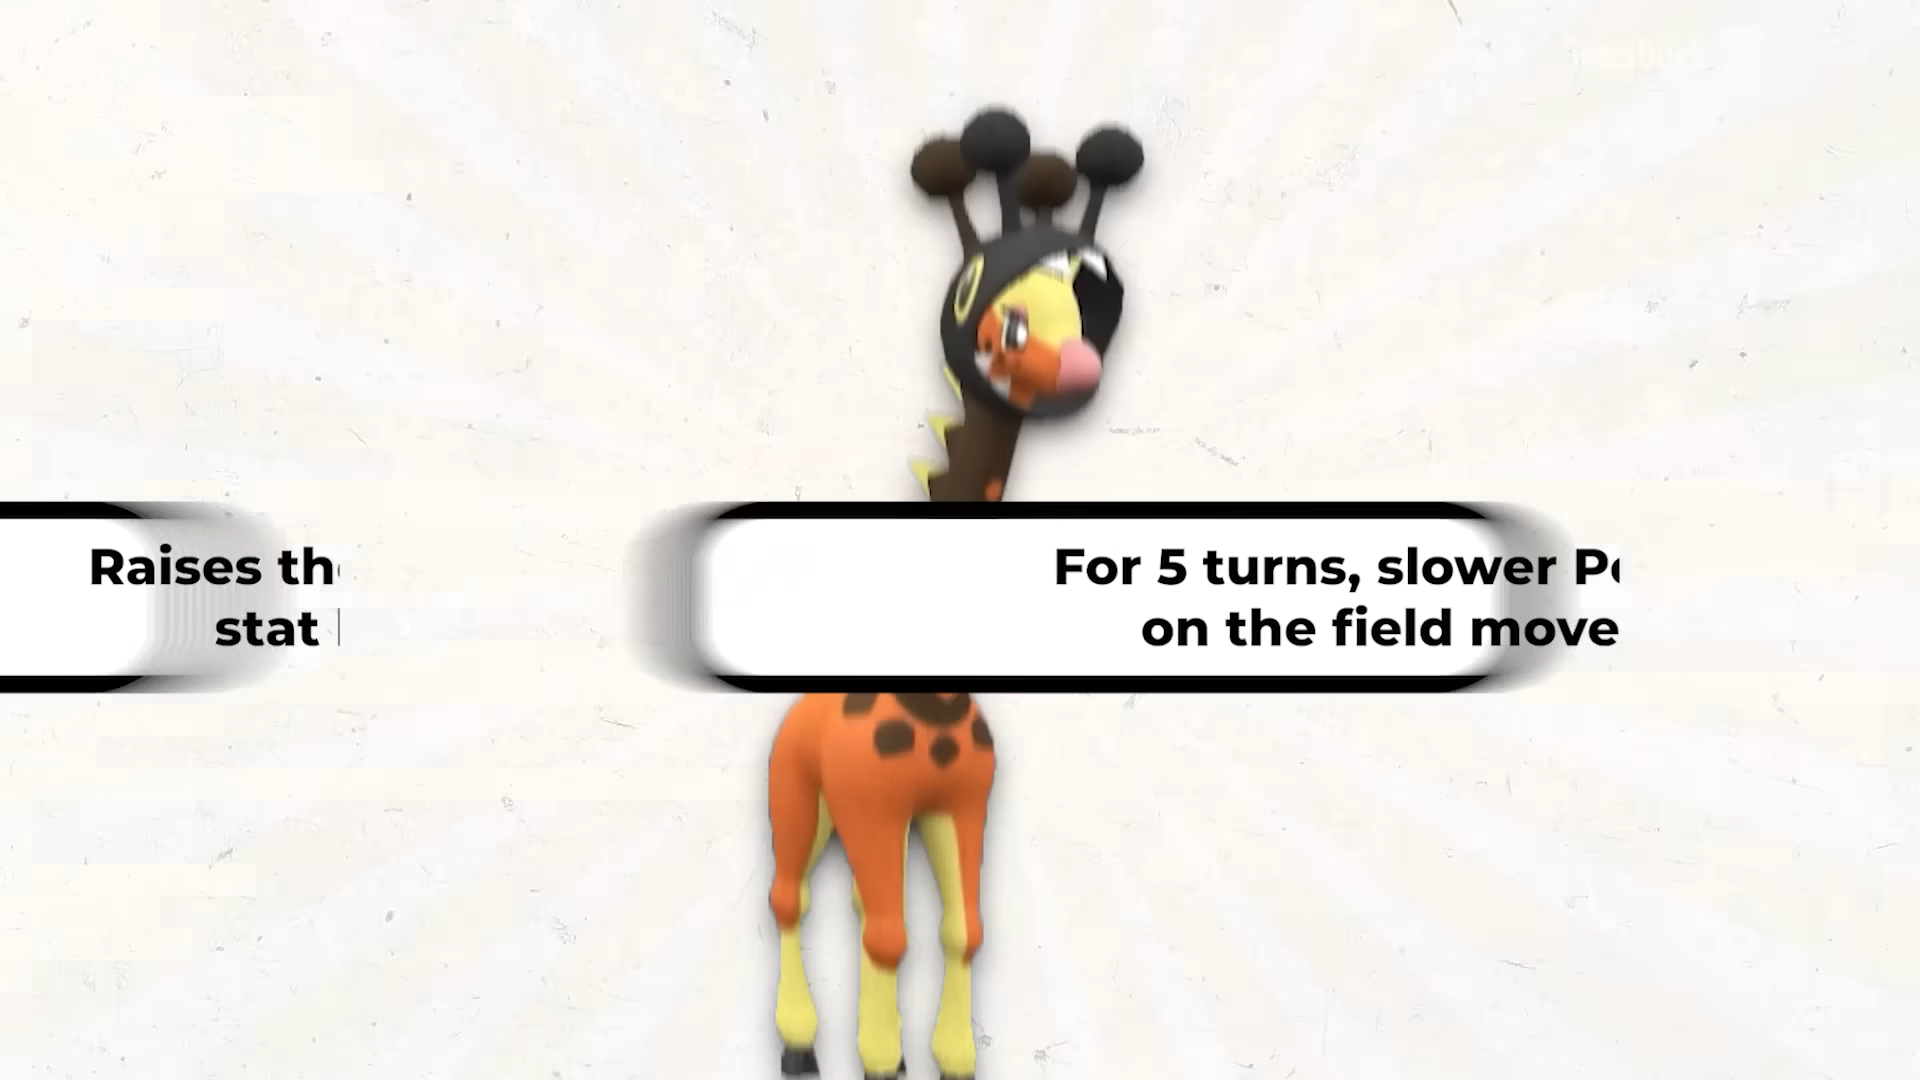 Raises th
stat
For 5 turns, slower P
on the field move